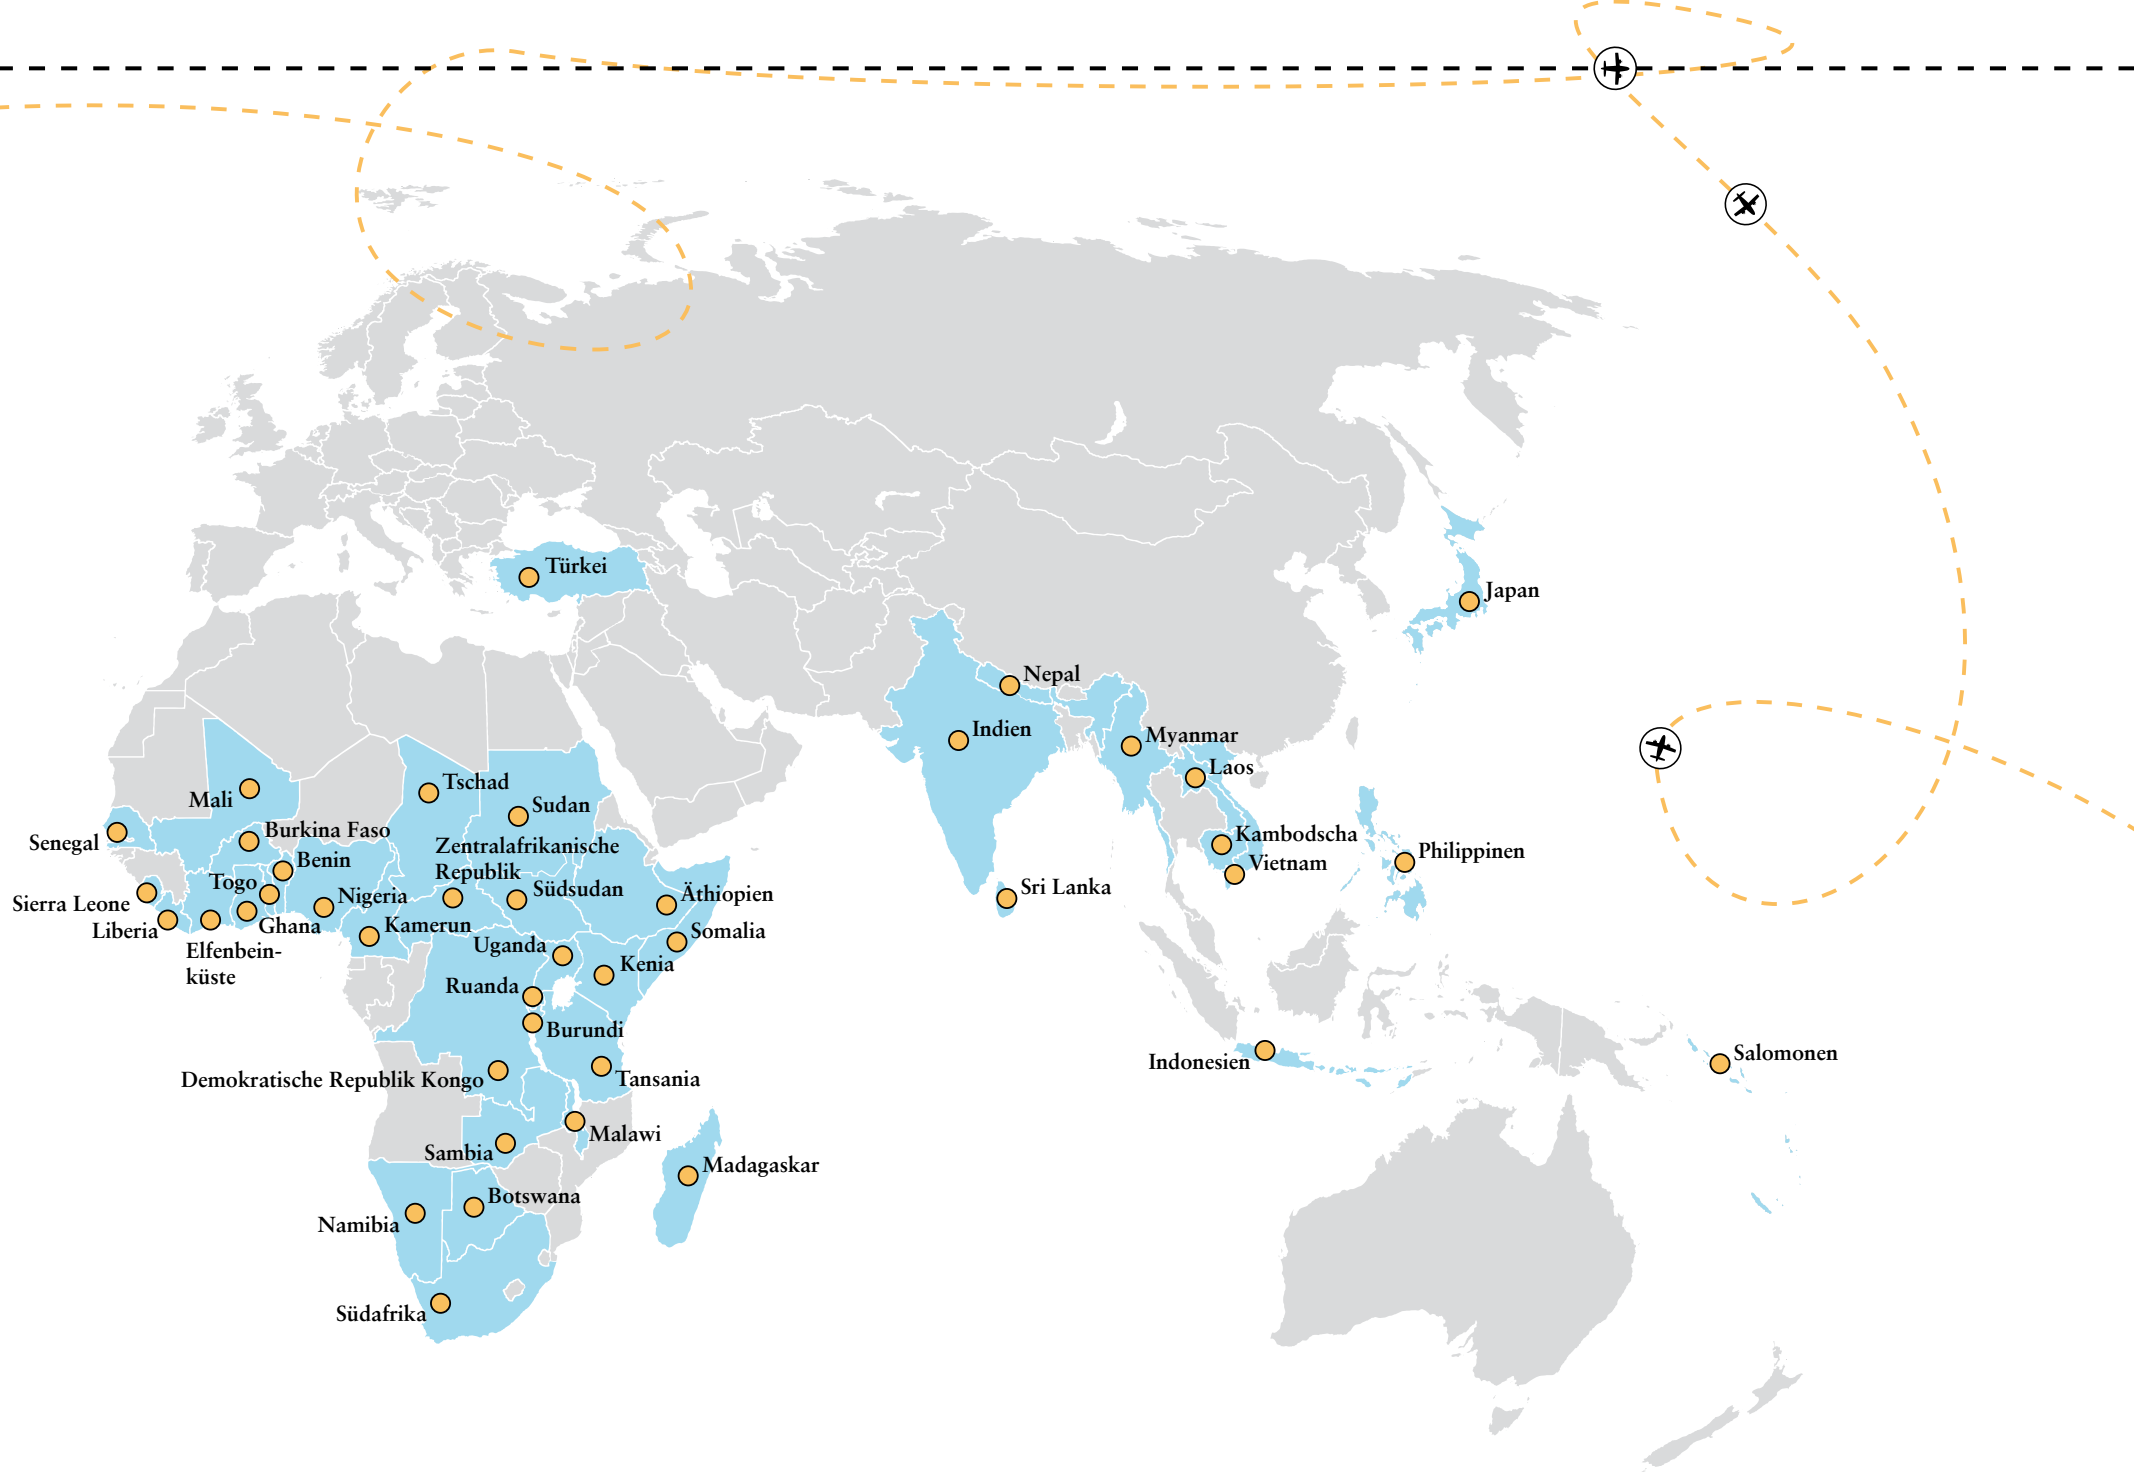 Türkei
Japan
Nepal
Indien
Myanmar
Laos
Tschad
Mali
Sudan
Burkina Faso
Senegal
Kambodscha
Zentralafrikanische
Republik
Philippinen
Benin
Vietnam
Togo
Südsudan
Sri Lanka
Nigeria
Äthiopien
Sierra Leone
Ghana
Kamerun
Liberia
Somalia
Uganda
Elfenbein-
küste
Kenia
Ruanda
Burundi
Salomonen
Indonesien
Demokratische Republik Kongo
Tansania
Malawi
Sambia
Madagaskar
Botswana
Namibia
Südafrika